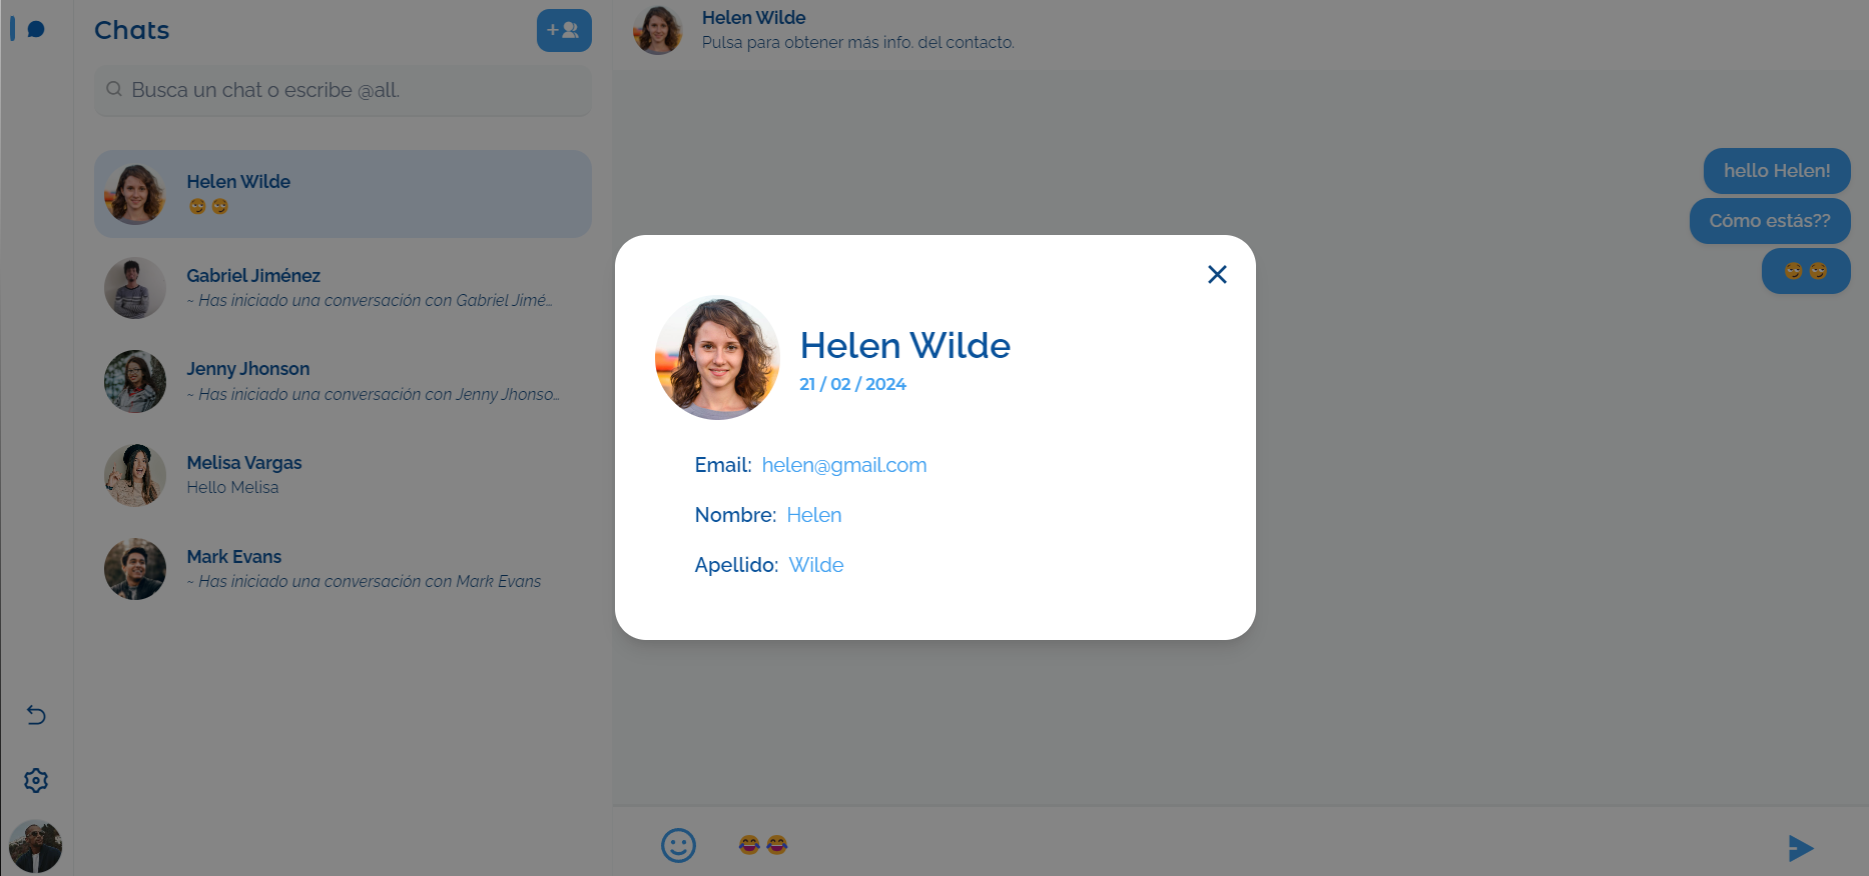 Chats
Busca un chat o escribe @all.
Helen Wilde
🙄🙄
Gabriel Jiménez
~ Has iniciado una conversación con Gabriel Jimé...
Jenny Jhonson
~ Has iniciado una conversación con Jenny Jhonso...
Melisa Vargas
Hello Melisa
Mark Evans
~ Has iniciado una conversación con Mark Evans
Helen Wilde
Pulsa para obtener más info. del contacto.
hello Helen!
Cómo estás??
🙄🙄
Helen Wilde
21 / 02 / 2024
Email: helen@gmail.com
Nombre: Helen
Apellido: Wilde
😂😂